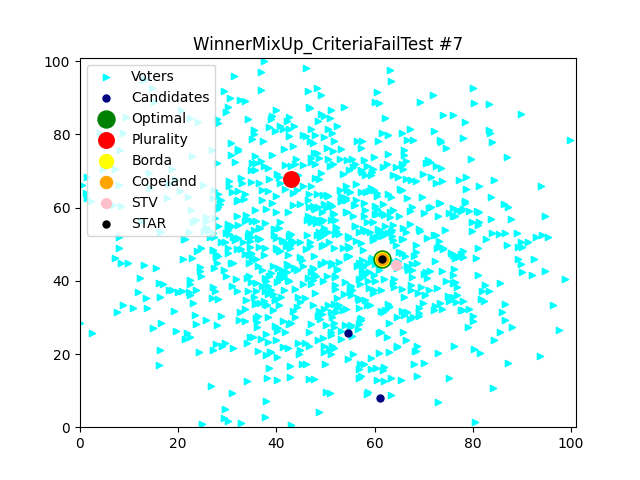 WinnerMixUp_CriteriaFailTest #7
100
80
60
40
20
0
Voters
Candidates
Optimal
Plurality
Borda
Copeland
STV
STAR
0 20 40 60 80 100